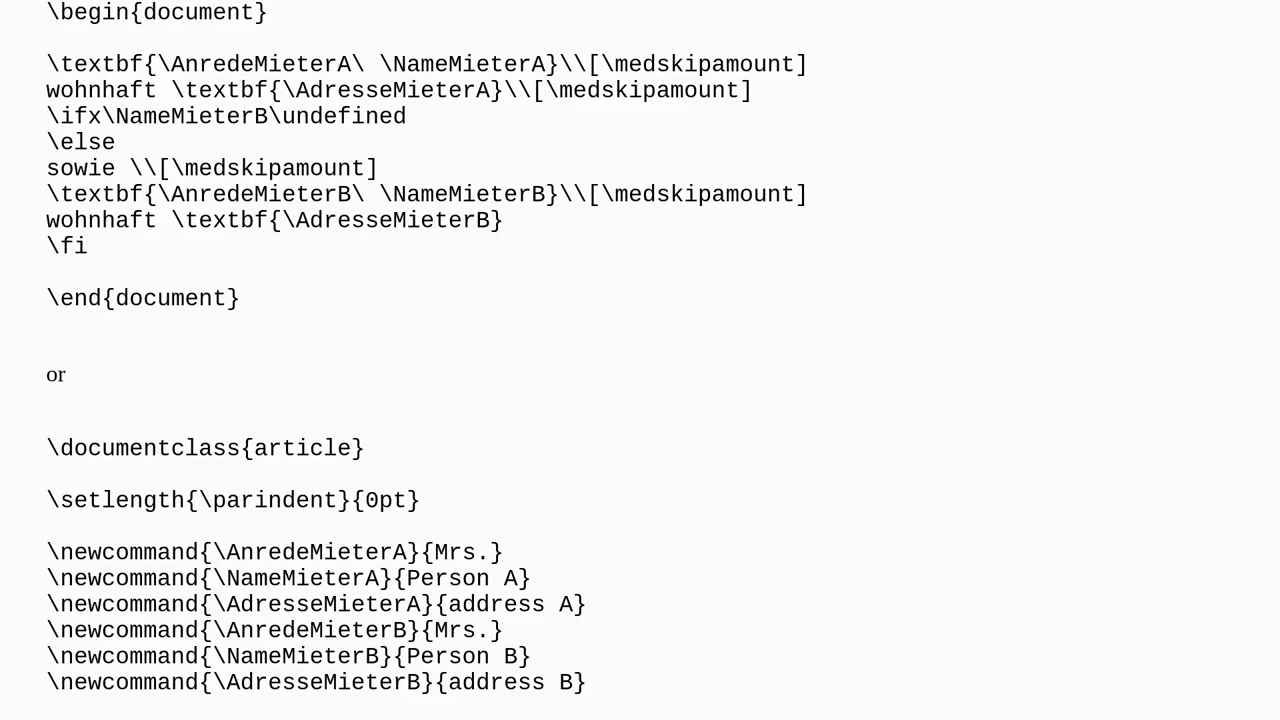 \begin{document}
\textbf{\AnredeMieterA\ \NameMieterA}\\[\medskipamount]
wohnhaft \textbf{\AdresseMieterA}\\[\medskipamount]
\ifx\NameMieterB\undefined
\else
sowie \\[\medskipamount]
\textbf{\AnredeMieterB\ \NameMieterB}\\[\medskipamount]
wohnhaft \textbf{\AdresseMieterB}
\fi
\end{document}
or
\documentclass{article}
\setlength{\parindent}{0pt}
\newcommand{\AnredeMieterA}{Mrs.}
\newcommand{\NameMieterA}{Person A}
\newcommand{\AdresseMieterA}{address A}
\newcommand{\AnredeMieterB}{Mrs.}
\newcommand{\NameMieterB}{Person B}
\newcommand{\AdresseMieterB}{address B}